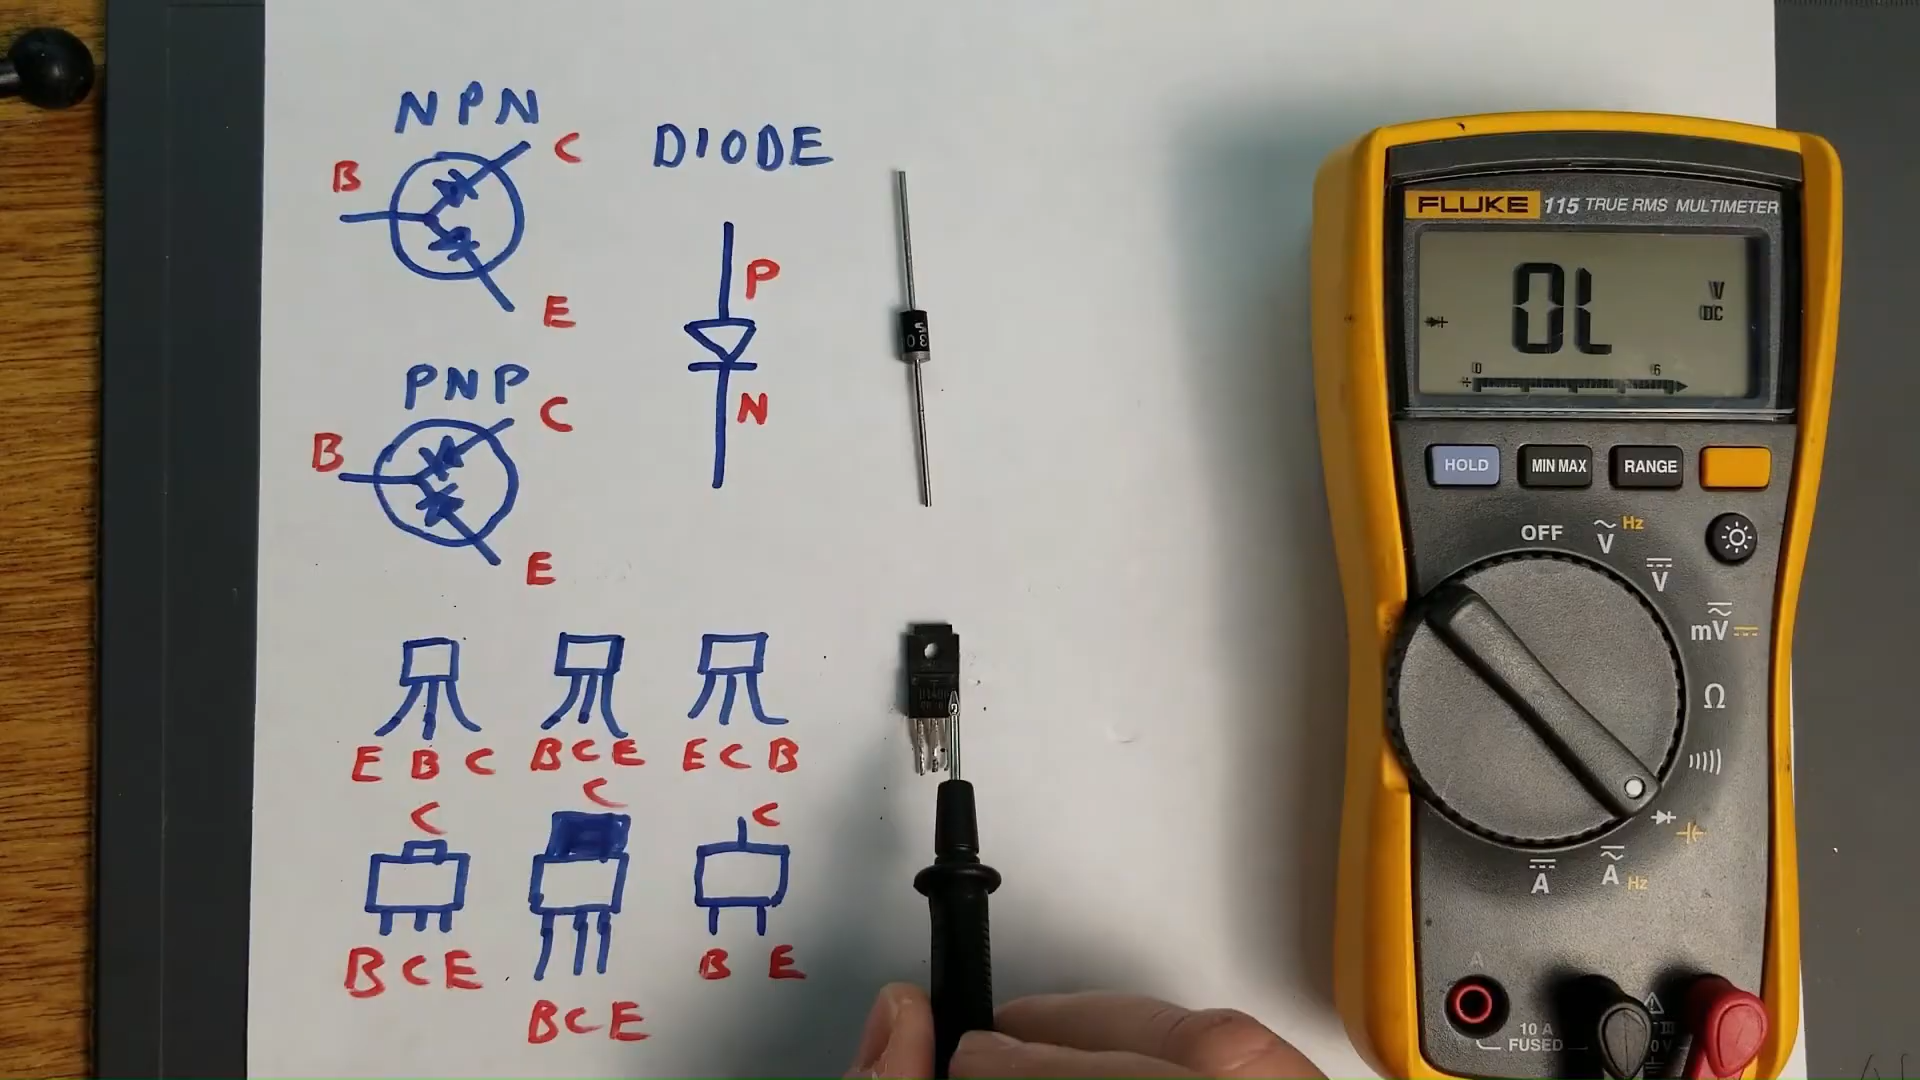 NPN
C
B
E
DIODE
P
N
PNP
C
B
E
E B C
B C E
E C B
C
C
C
B C E
B C E
B E
FLUKE 115 TRUE RMS MULTIMETER
OL
V
DC
0 6
HOLD
MIN MAX
RANGE
OFF
V Hz
V
mV
Ω
A
A Hz
A
10 A
FUSED